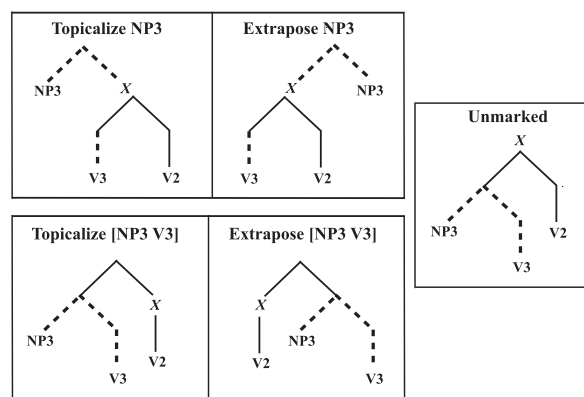 Topicalize NP3
NP3
X
V3
V2
Extrapose NP3
X
NP3
V3
V2
Unmarked
X
NP3
V2
V3
Topicalize [NP3 V3]
X
NP3
V2
V3
Extrapose [NP3 V3]
X
NP3
V2
V3